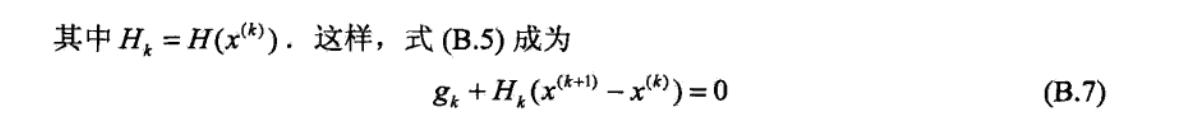 其中 $H_k = H(x^{(k)})$．这样，式 (B.5) 成为
$g_k + H_k(x^{(k+1)} - x^{(k)}) = 0$ (B.7)